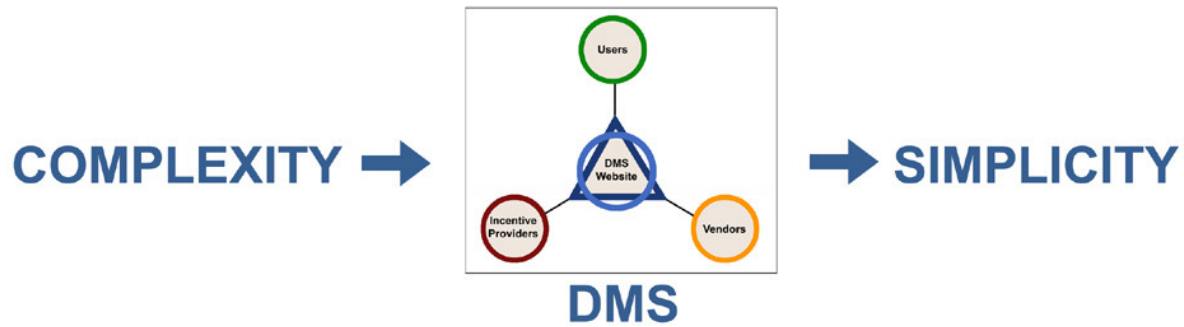 COMPLEXITY
Users
DMS
Website
Incentive
Providers
Vendors
DMS
SIMPLICITY